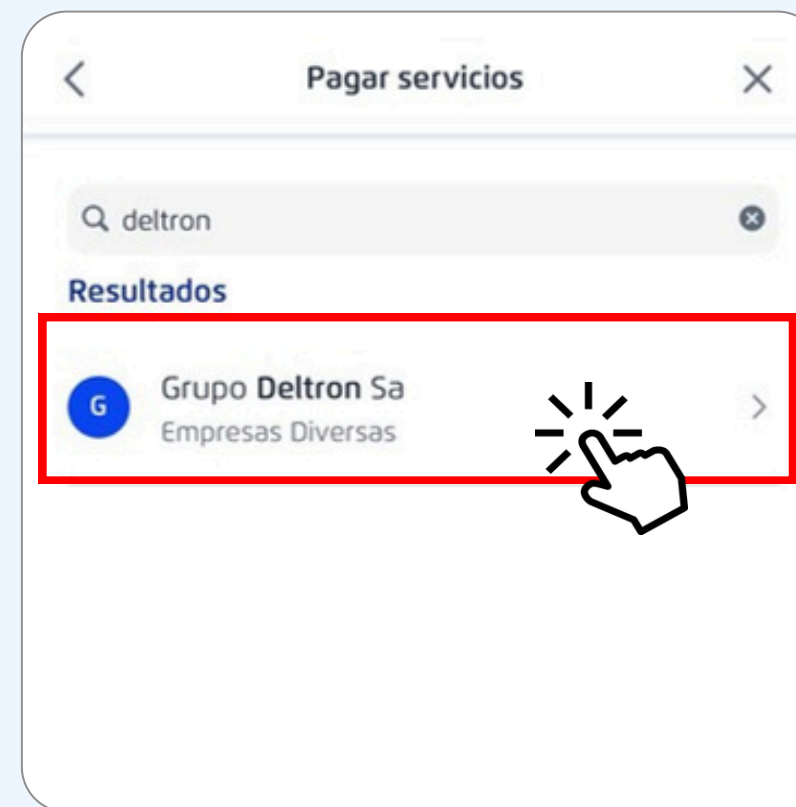 Pagar servicios
deltron
Resultados
G
Grupo Deltron Sa
Empresas Diversas